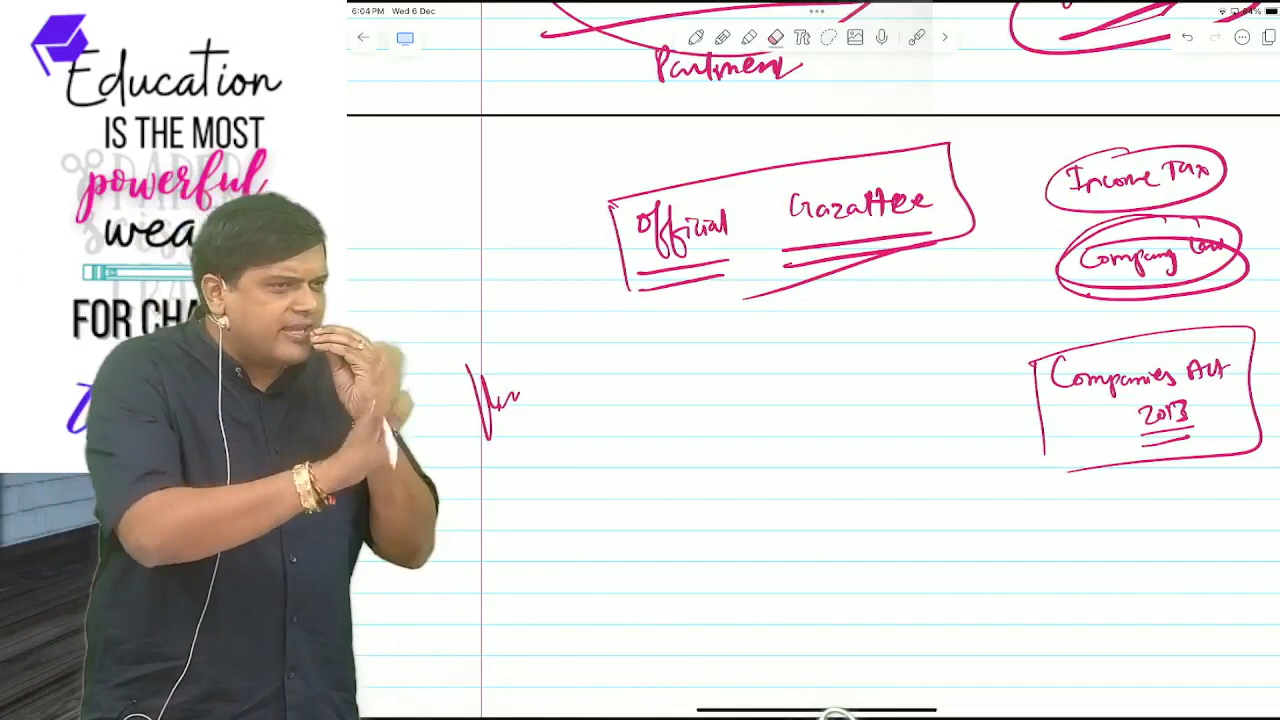 6:04 PM Wed 6 Dec
Education
IS THE MOST
powerful
wea
FOR CHA
Parliment
Official Gazattee
Income Tax
Company Law
Companies Act
2013